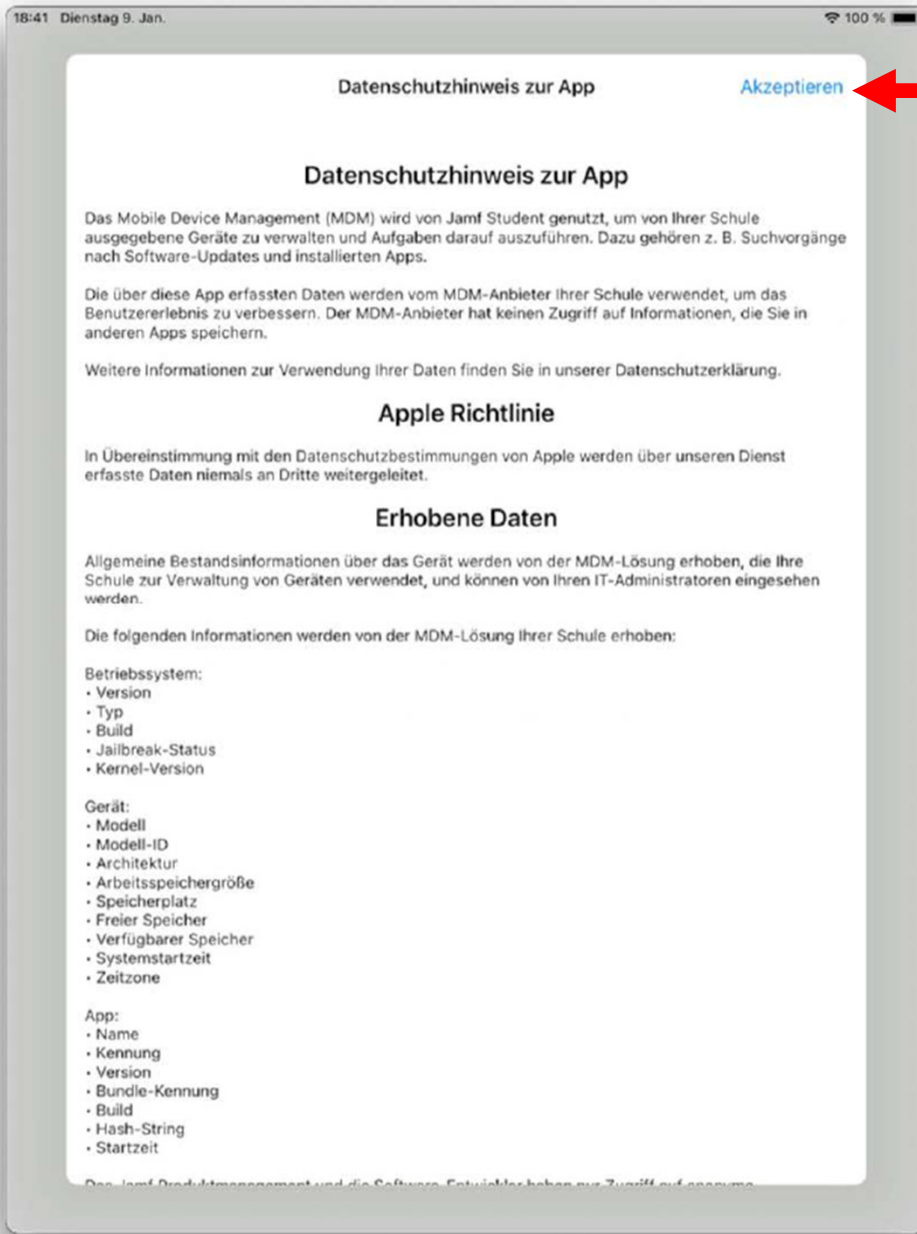 18:41 Dienstag 9. Jan.
100 %
Datenschutzhinweis zur App
Akzeptieren
Datenschutzhinweis zur App
Das Mobile Device Management (MDM) wird von Jamf Student genutzt, um von Ihrer Schule
ausgegebene Geräte zu verwalten und Aufgaben darauf auszuführen. Dazu gehören z. B. Suchvorgänge
nach Software-Updates und installierten Apps.
Die über diese App erfassten Daten werden vom MDM-Anbieter Ihrer Schule verwendet, um das
Benutzererlebnis zu verbessern. Der MDM-Anbieter hat keinen Zugriff auf Informationen, die Sie in
anderen Apps speichern.
Weitere Informationen zur Verwendung Ihrer Daten finden Sie in unserer Datenschutzerklärung.
Apple Richtlinie
In Übereinstimmung mit den Datenschutzbestimmungen von Apple werden über unseren Dienst
erfasste Daten niemals an Dritte weitergeleitet.
Erhobene Daten
Allgemeine Bestandsinformationen über das Gerät werden von der MDM-Lösung erhoben, die Ihre
Schule zur Verwaltung von Geräten verwendet, und können von Ihren IT-Administratoren eingesehen
werden.
Die folgenden Informationen werden von der MDM-Lösung Ihrer Schule erhoben:
Betriebssystem:
• Version
• Typ
• Build
• Jailbreak-Status
• Kernel-Version
Gerät:
• Modell
• Modell-ID
• Architektur
• Arbeitsspeichergröße
• Speicherplatz
• Freier Speicher
• Verfügbarer Speicher
• Systemstartzeit
• Zeitzone
App:
• Name
• Kennung
• Version
• Bundle-Kennung
• Build
• Hash-String
• Startzeit